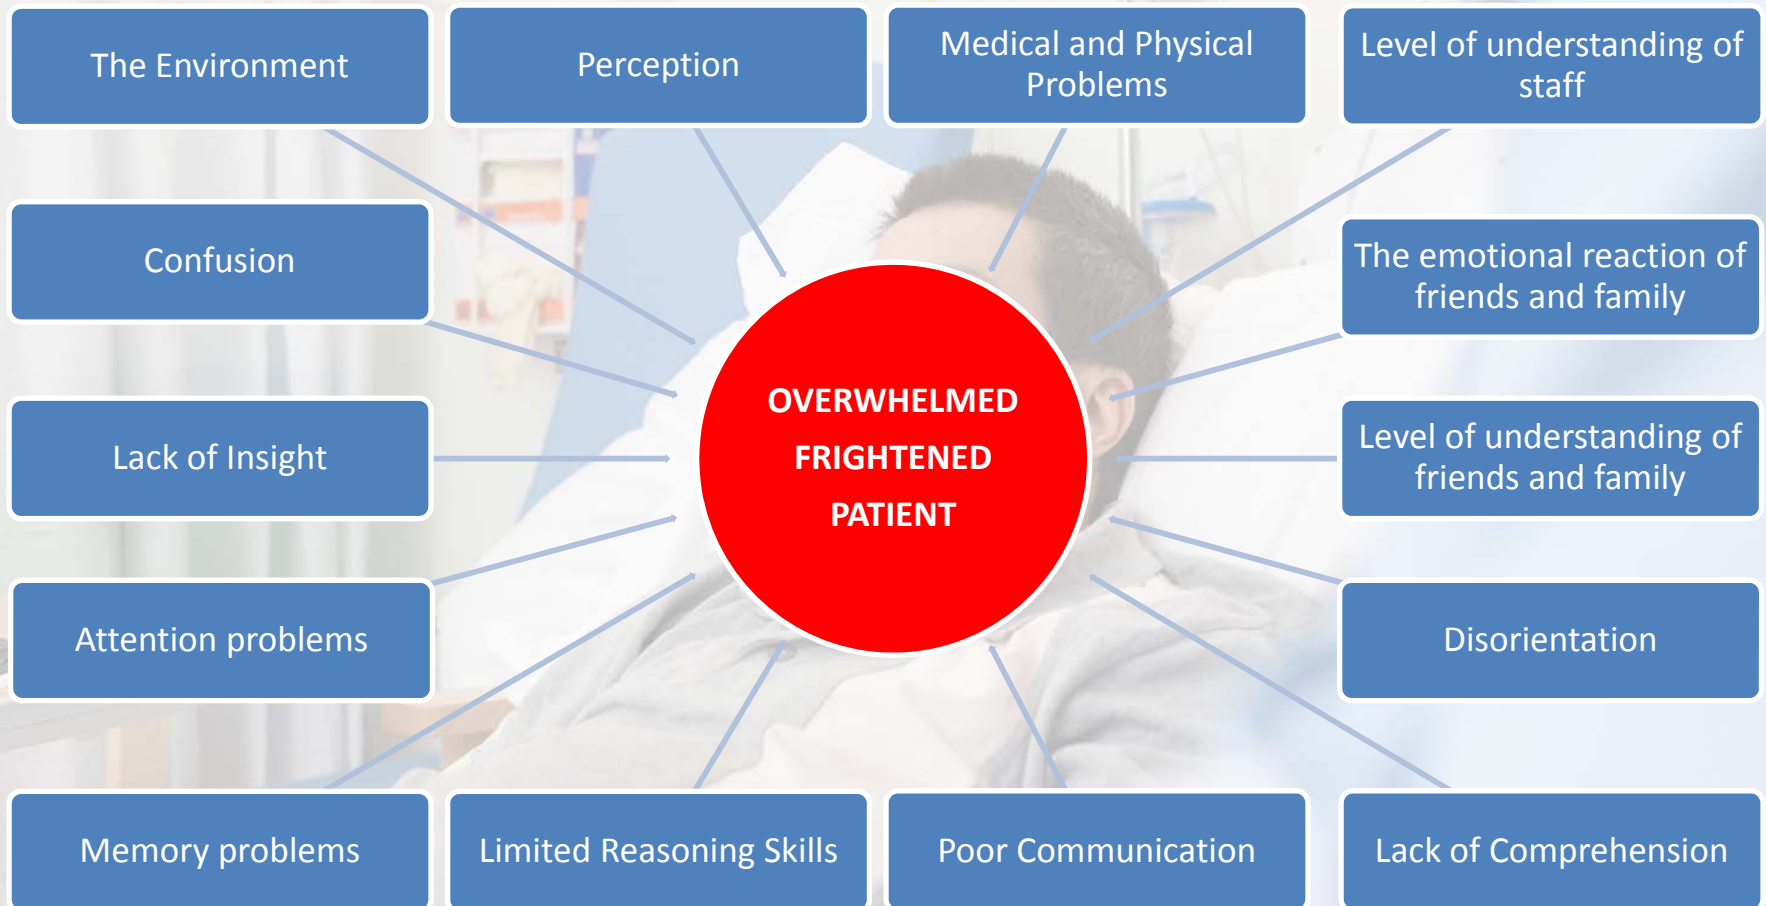 The Environment
Perception
Medical and Physical
Problems
Level of understanding of
staff
Confusion
The emotional reaction of
friends and family
OVERWHELMED
FRIGHTENED
PATIENT
Lack of Insight
Level of understanding of
friends and family
Attention problems
Disorientation
Memory problems
Limited Reasoning Skills
Poor Communication
Lack of Comprehension